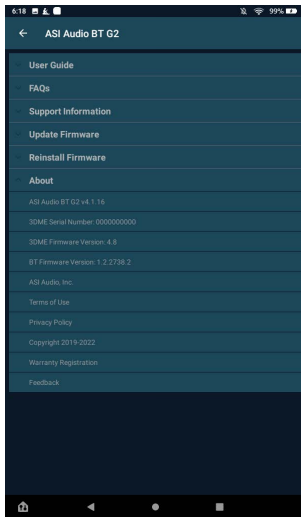 6:18 99%
ASI Audio BT G2
User Guide
FAQs
Support Information
Update Firmware
Reinstall Firmware
About
ASI Audio BT G2 v4.1.16
3DME Serial Number: 0000000000
3DME Firmware Version: 4.8
BT Firmware Version: 1.2.2738.2
ASI Audio, Inc.
Terms of Use
Privacy Policy
Copyright 2019-2022
Warranty Registration
Feedback